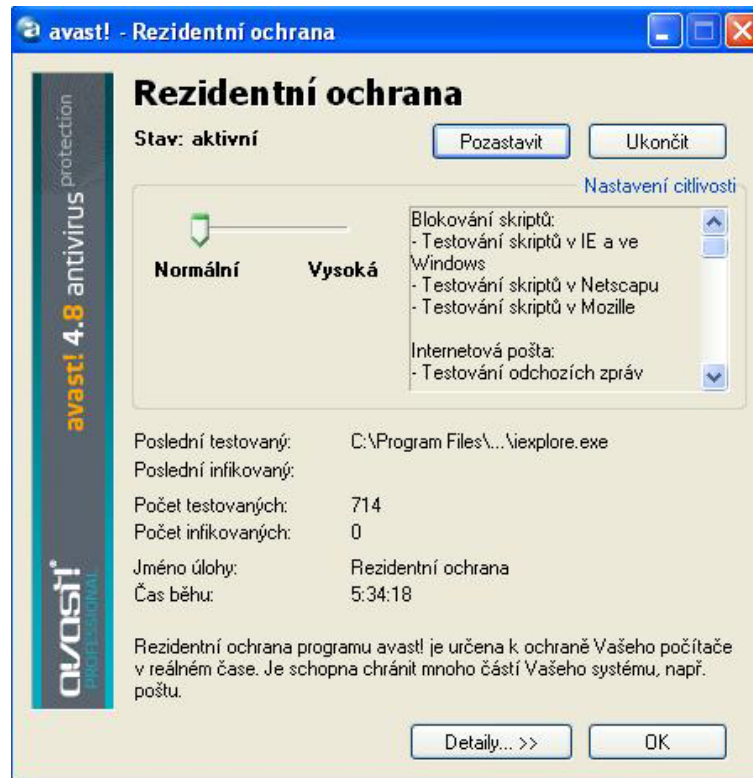 avast! - Rezidentní ochrana
avast! 4.8 antivirus protection
avast!
PROFESSIONAL
Rezidentní ochrana
Stav: aktivní
Pozastavit
Ukončit
Nastavení citlivosti
Normální
Vysoká
Blokování skriptů:
- Testování skriptů v IE a ve
Windows
- Testování skriptů v Netscapu
- Testování skriptů v Mozille
Internetová pošta:
- Testování odchozích zpráv
Poslední testovaný: C:\Program Files\...\iexplore.exe
Poslední infikovaný:
Počet testovaných: 714
Počet infikovaných: 0
Jméno úlohy: Rezidentní ochrana
Čas běhu: 5:34:18
Rezidentní ochrana programu avast! je určena k ochraně Vašeho počítače
v reálném čase. Je schopna chránit mnoho částí Vašeho systému, např.
poštu.
Detaily... >>
OK